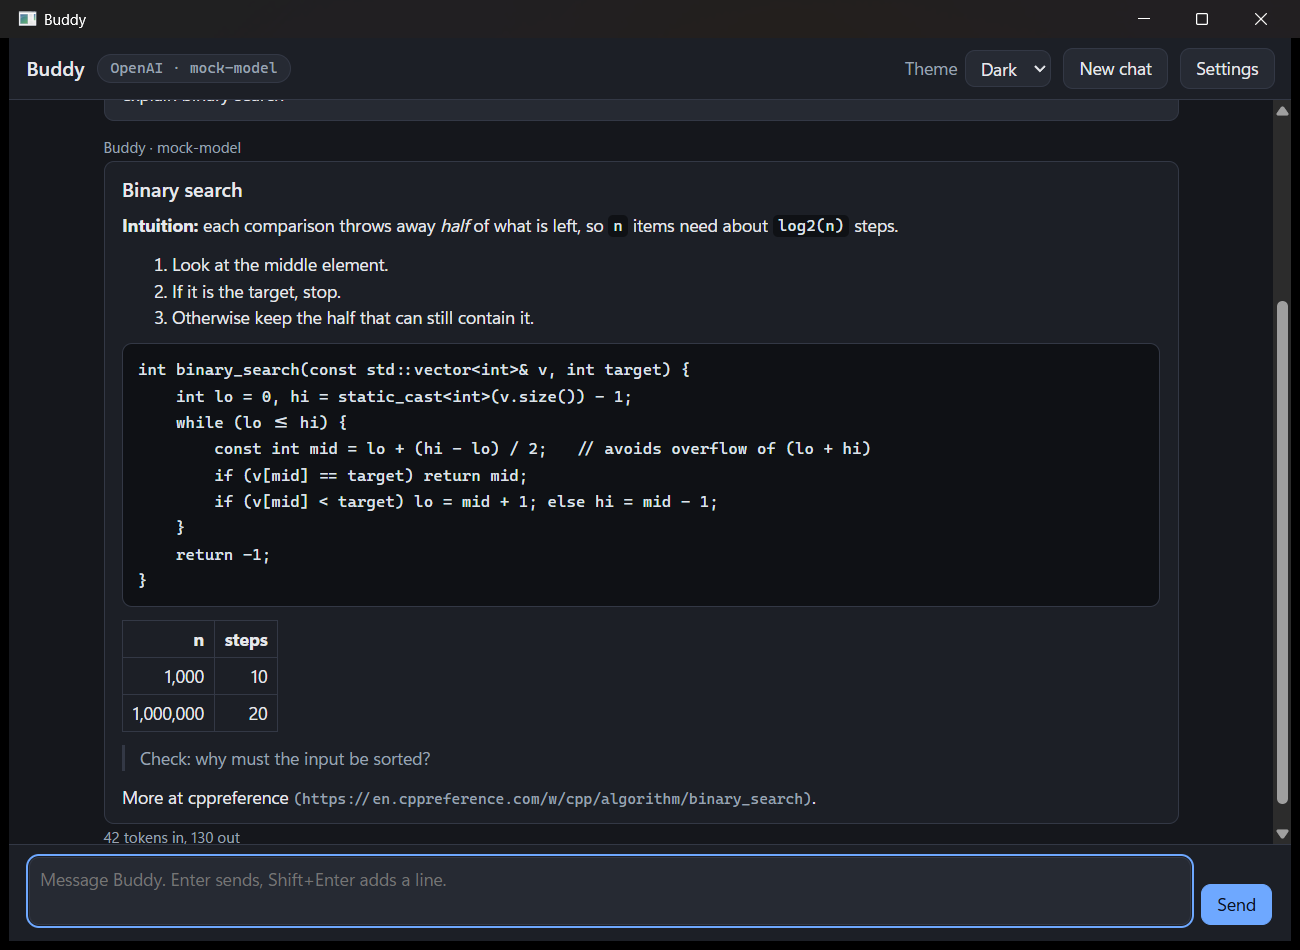 Buddy
Buddy OpenAI · mock-model Theme Dark New chat Settings
explain binary search
Buddy · mock-model
Binary search
Intuition: each comparison throws away half of what is left, so n items need about log2(n) steps.
1. Look at the middle element.
2. If it is the target, stop.
3. Otherwise keep the half that can still contain it.
int binary_search(const std::vector<int>& v, int target) {
    int lo = 0, hi = static_cast<int>(v.size()) - 1;
    while (lo ≤ hi) {
        const int mid = lo + (hi - lo) / 2;   // avoids overflow of (lo + hi)
        if (v[mid] == target) return mid;
        if (v[mid] < target) lo = mid + 1; else hi = mid - 1;
    }
    return -1;
}
n steps
1,000 10
1,000,000 20
Check: why must the input be sorted?
More at cppreference (https://en.cppreference.com/w/cpp/algorithm/binary_search).
42 tokens in, 130 out
Message Buddy. Enter sends, Shift+Enter adds a line.
Send